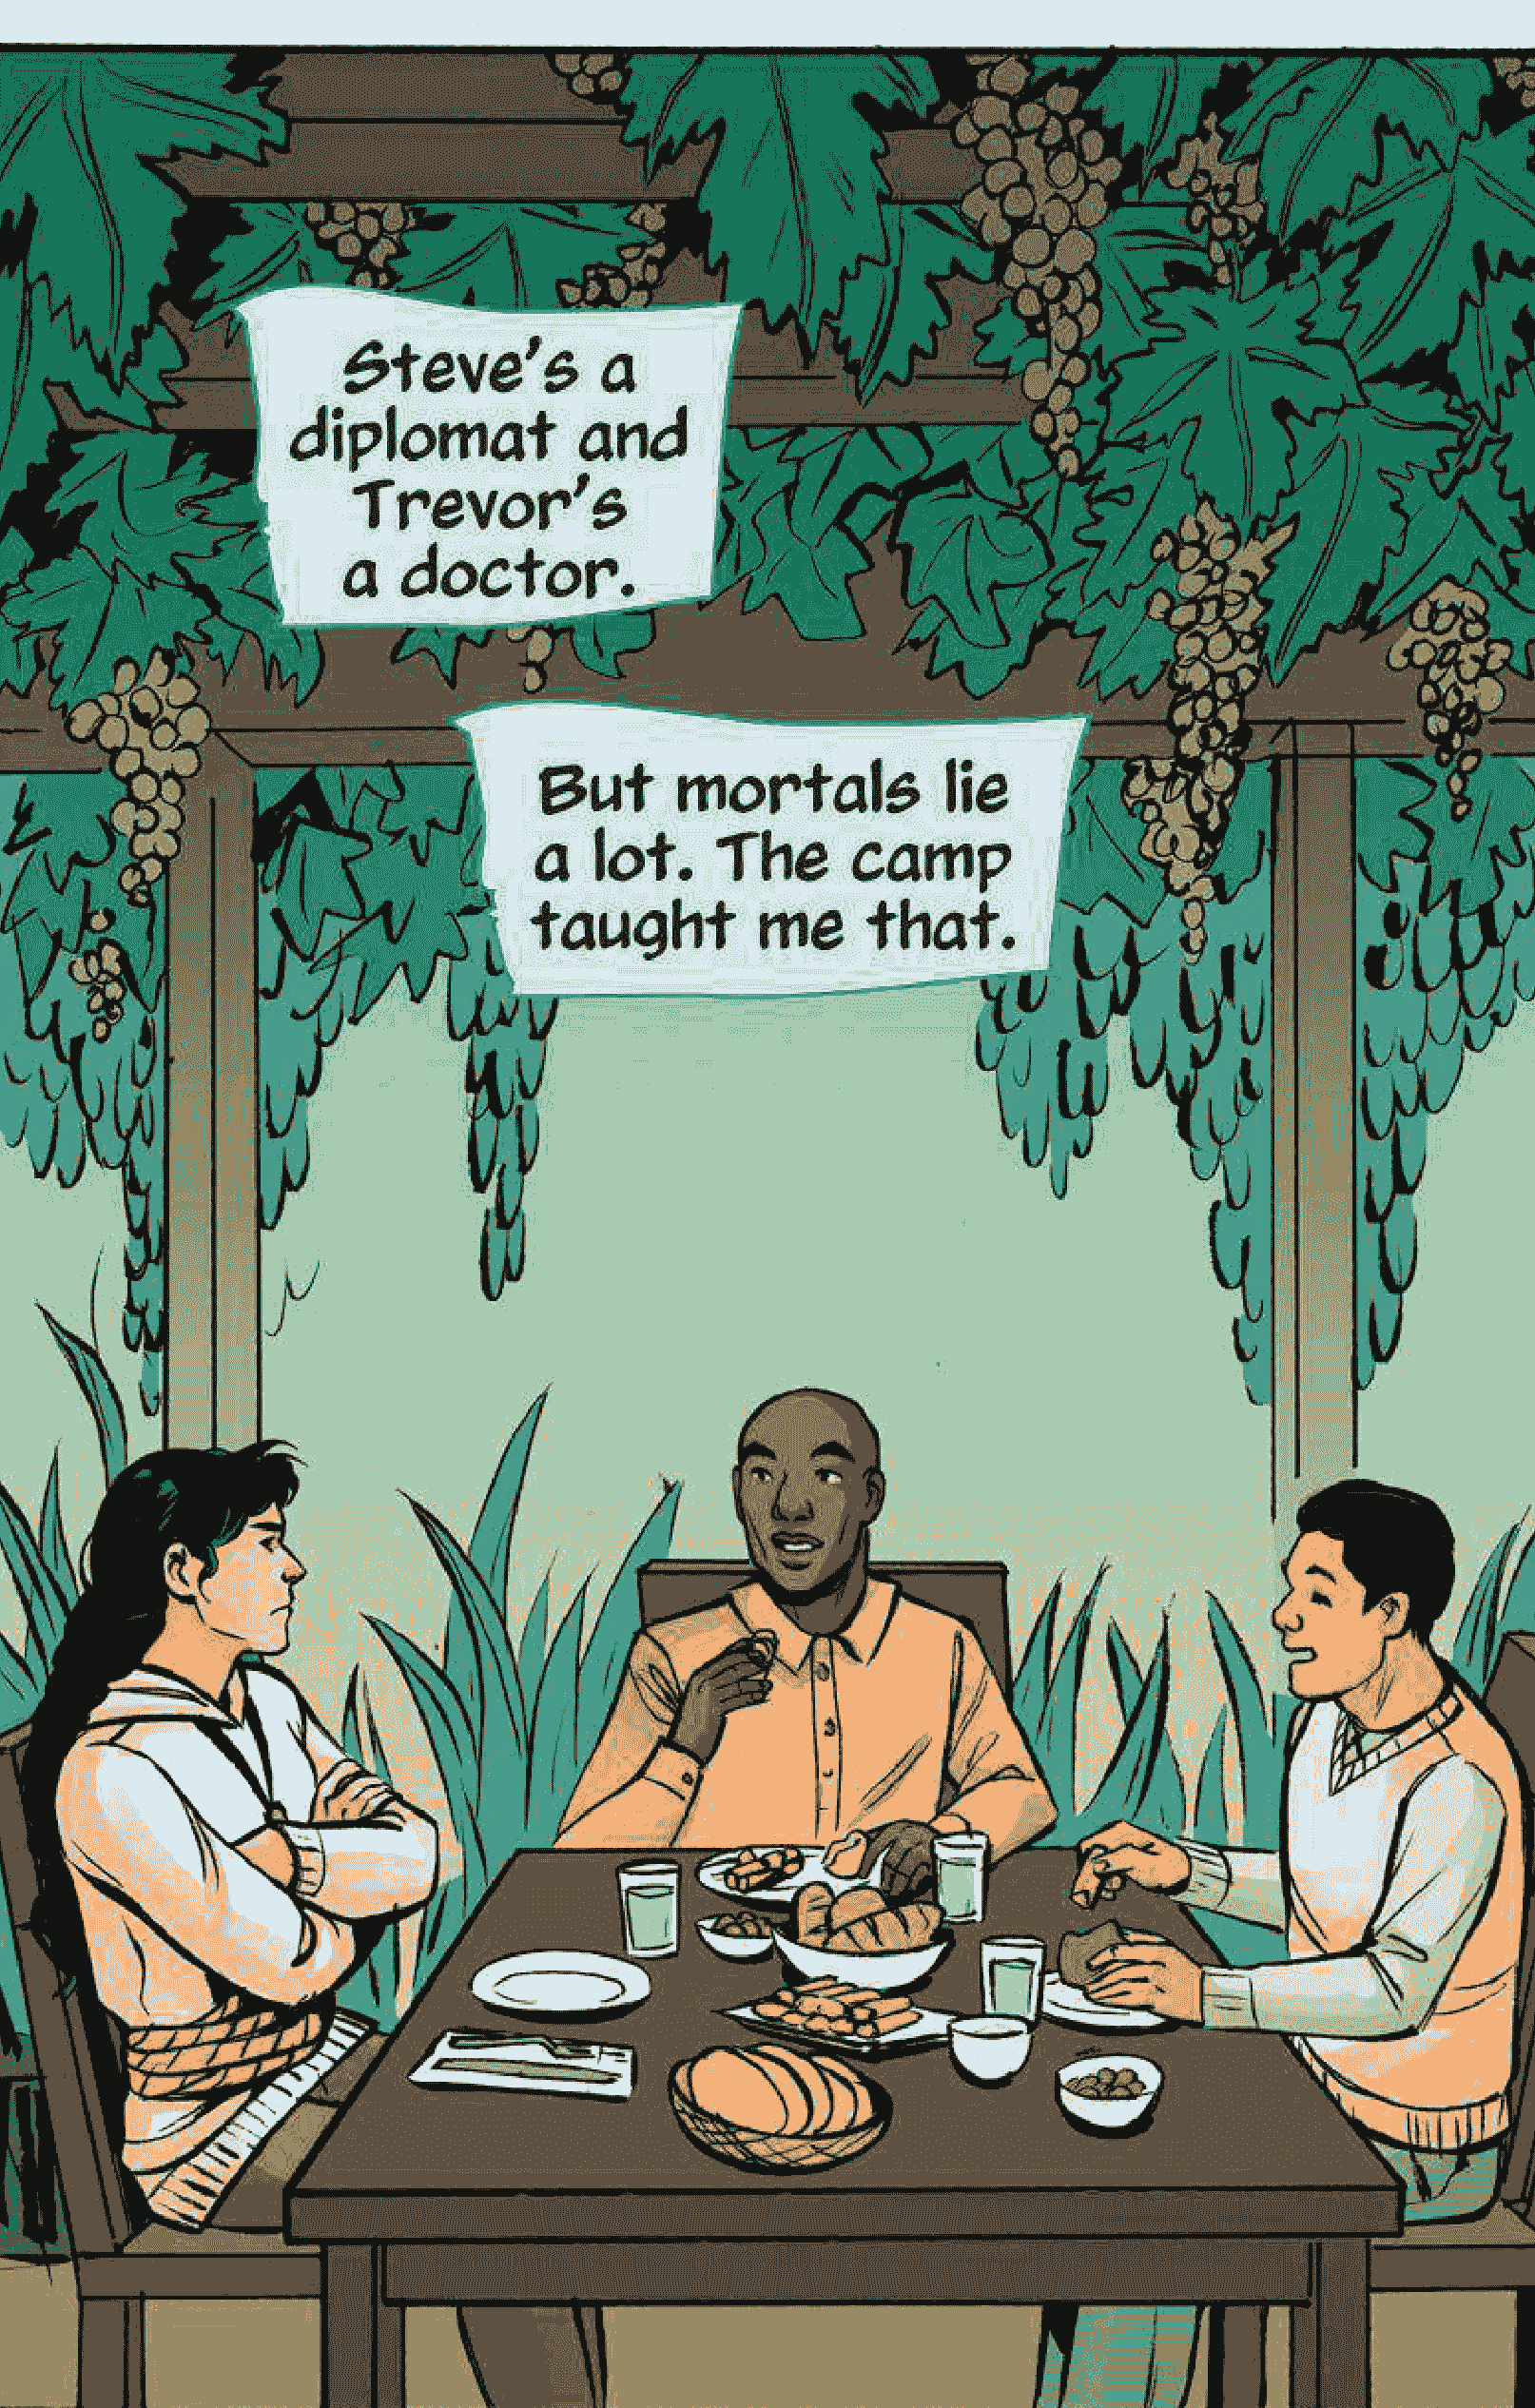 Steve's a
diplomat and
Trevor's
a doctor.
But mortals lie
a lot. The camp
taught me that.